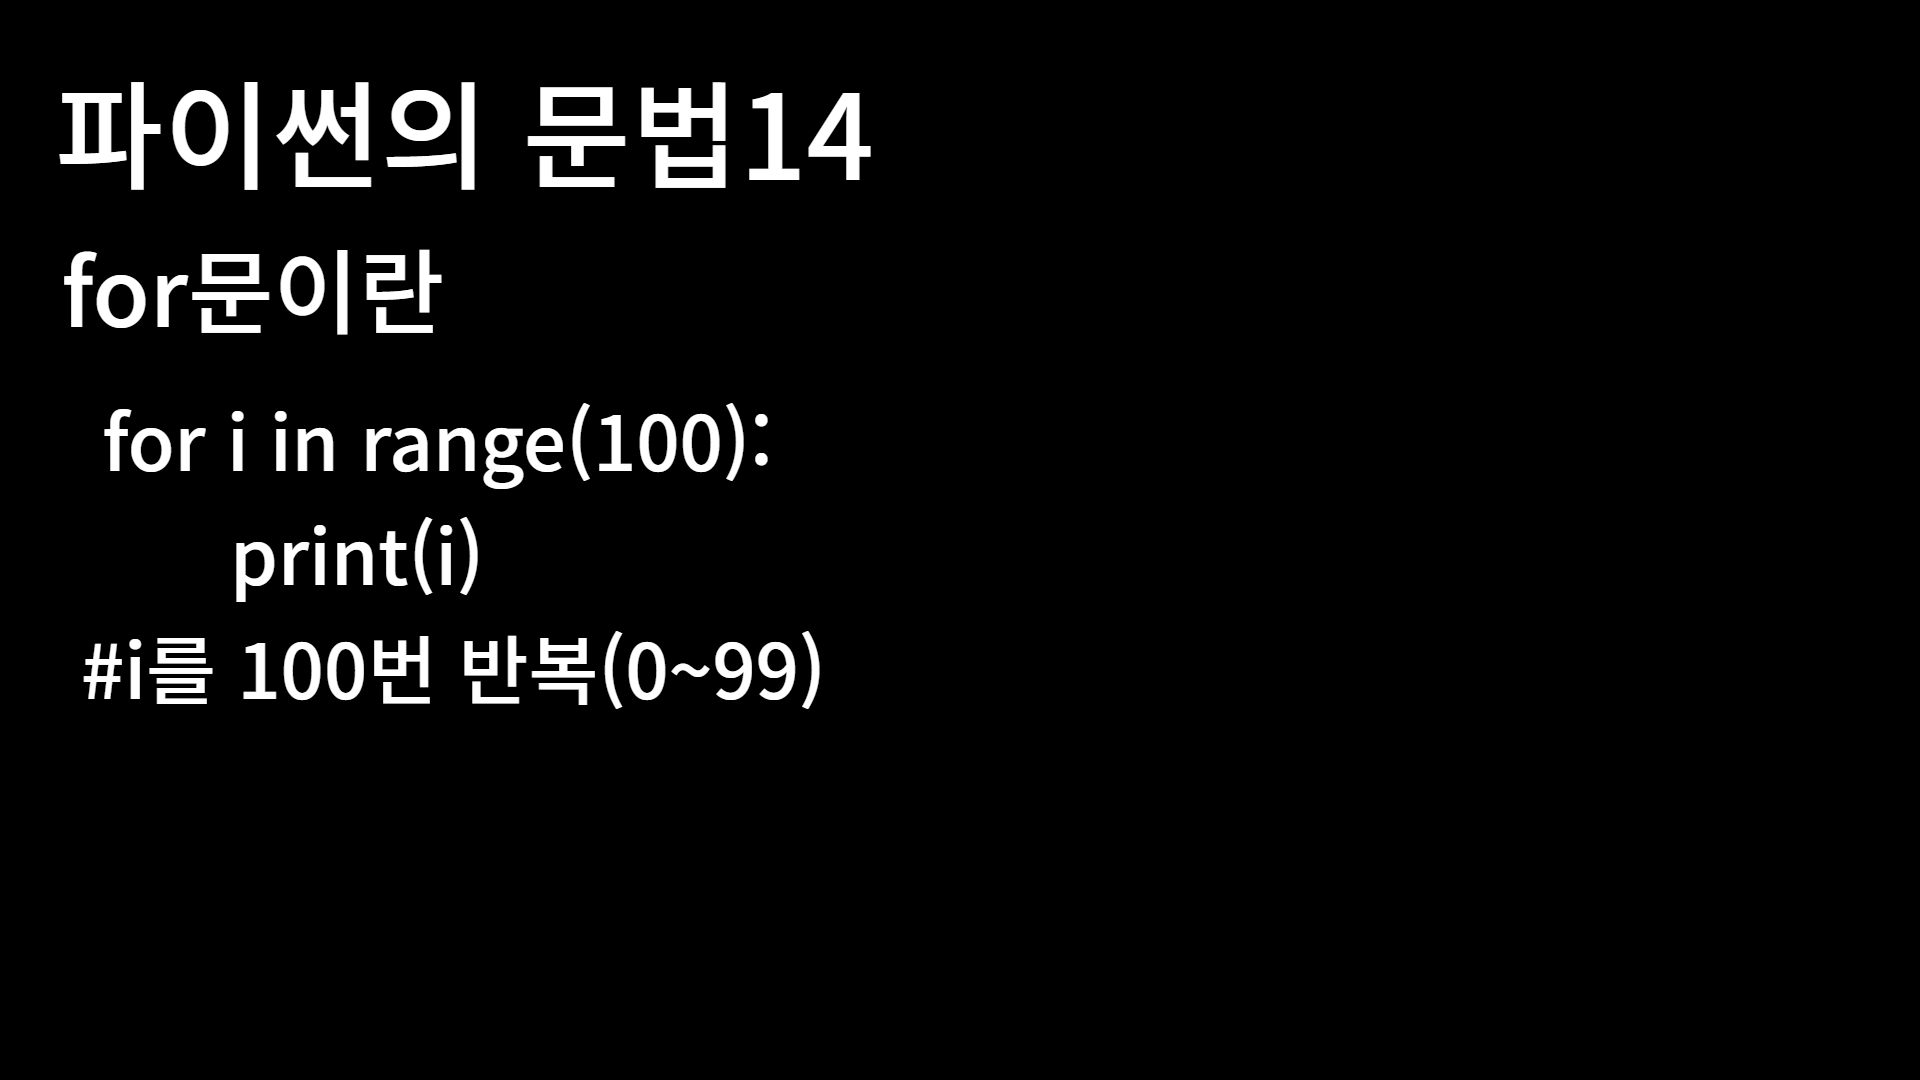 파이썬의 문법14
for문이란
for i in range(100):
print(i)
#i를 100번 반복(0~99)